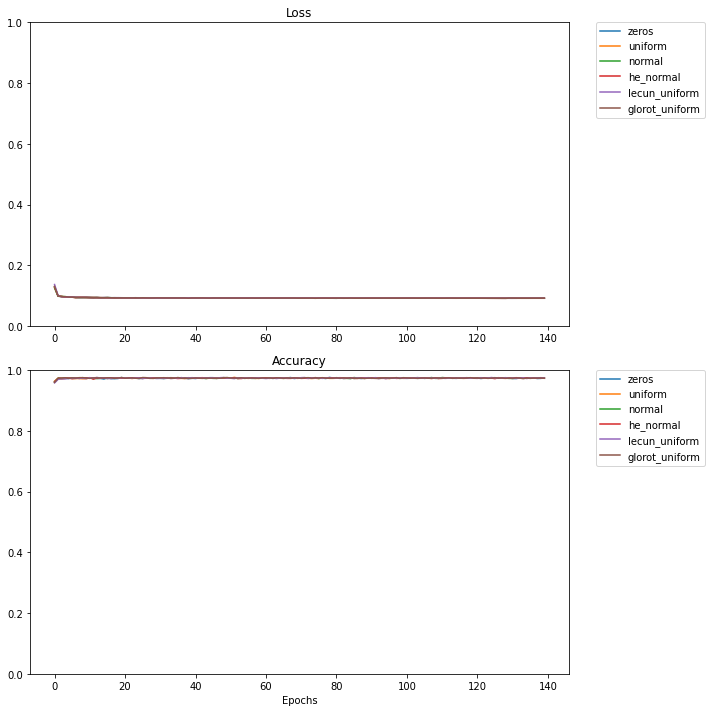 Loss
1.0
0.8
0.6
0.4
0.2
0.0
0 20 40 60 80 100 120 140
zeros
uniform
normal
he_normal
lecun_uniform
glorot_uniform
Accuracy
1.0
0.8
0.6
0.4
0.2
0.0
0 20 40 60 80 100 120 140
Epochs
zeros
uniform
normal
he_normal
lecun_uniform
glorot_uniform